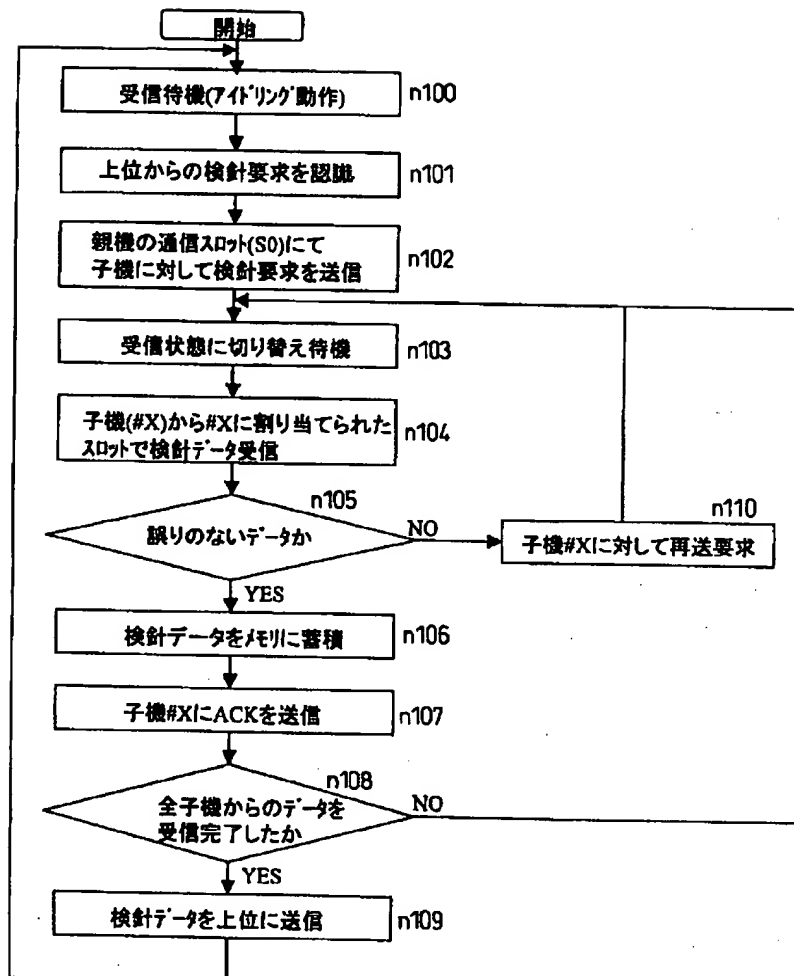 開始
受信待機(アイドリング動作)
n100
上位からの検針要求を認識
n101
親機の通信スロット(S0)にて
子機に対して検針要求を送信
n102
受信状態に切り替え待機
n103
子機(#X)から#Xに割り当てられた
スロットで検針データ受信
n104
n105
誤りのないデータか
NO
n110
子機#Xに対して再送要求
YES
検針データをメモリに蓄積
n106
子機#XにACKを送信
n107
n108
全子機からのデータを
受信完了したか
NO
YES
検針データを上位に送信
n109